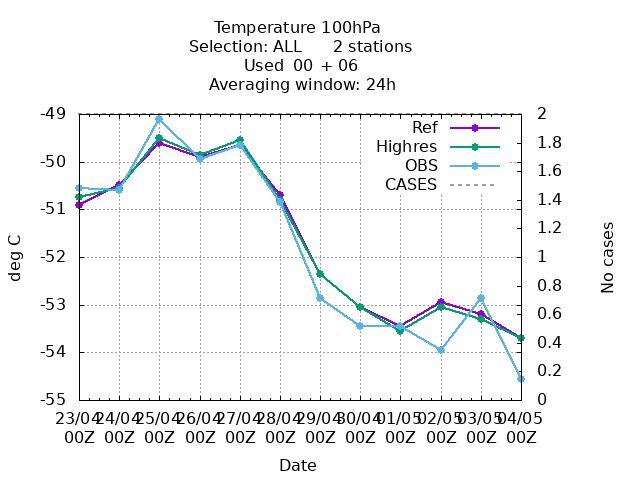 Temperature 100hPa
Selection: ALL 2 stations
Used 00 + 06
Averaging window: 24h
-49
-50
-51
-52
-53
-54
-55
2
1.8
1.6
1.4
1.2
1
0.8
0.6
0.4
0.2
0
deg C
No cases
Ref
Highres
OBS
CASES
23/04 24/04 25/04 26/04 27/04 28/04 29/04 30/04 01/05 02/05 03/05 04/05
00Z 00Z 00Z 00Z 00Z 00Z 00Z 00Z 00Z 00Z 00Z 00Z
Date